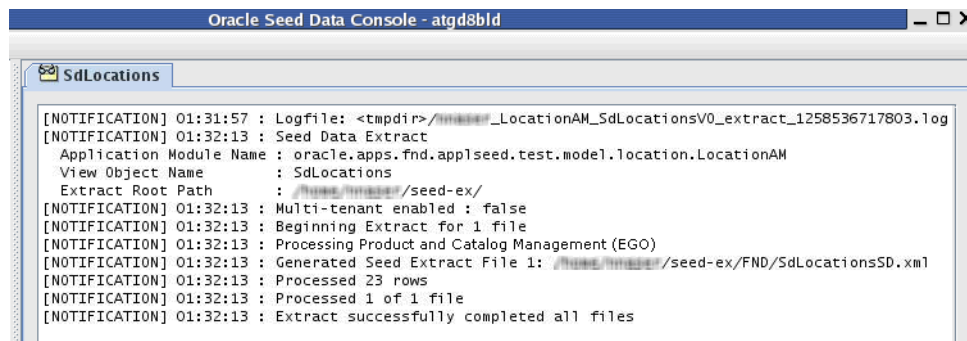 Oracle Seed Data Console - atgd8bld
SdLocations
[NOTIFICATION] 01:31:57 : Logfile: <tmpdir>/_LocationAM_SdLocationsVO_extract_1258536717803.log
[NOTIFICATION] 01:32:13 : Seed Data Extract
Application Module Name : oracle.apps.fnd.applseed.test.model.location.LocationAM
View Object Name : SdLocations
Extract Root Path : /seed-ex/
[NOTIFICATION] 01:32:13 : Multi-tenant enabled : false
[NOTIFICATION] 01:32:13 : Beginning Extract for 1 file
[NOTIFICATION] 01:32:13 : Processing Product and Catalog Management (EGO)
[NOTIFICATION] 01:32:13 : Generated Seed Extract File 1: /seed-ex/FND/SdLocationsSD.xml
[NOTIFICATION] 01:32:13 : Processed 23 rows
[NOTIFICATION] 01:32:13 : Processed 1 of 1 file
[NOTIFICATION] 01:32:13 : Extract successfully completed all files